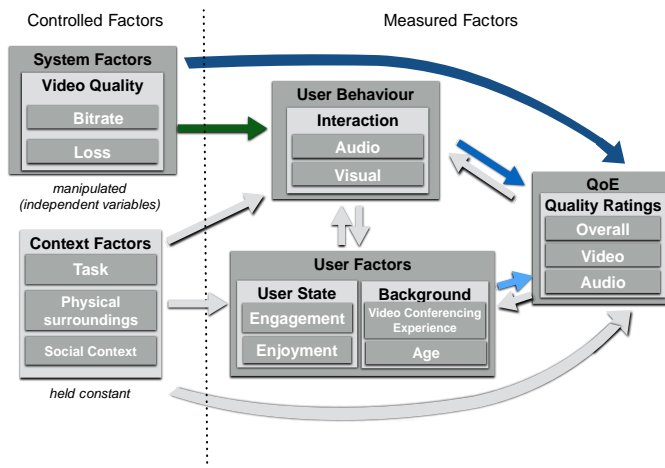 Controlled Factors
Measured Factors
System Factors
Video Quality
Bitrate
Loss
manipulated
(independent variables)
Context Factors
Task
Physical
surroundings
Social Context
held constant
User Behaviour
Interaction
Audio
Visual
User Factors
User State
Engagement
Enjoyment
Background
Video Conferencing
Experience
Age
QoE
Quality Ratings
Overall
Video
Audio